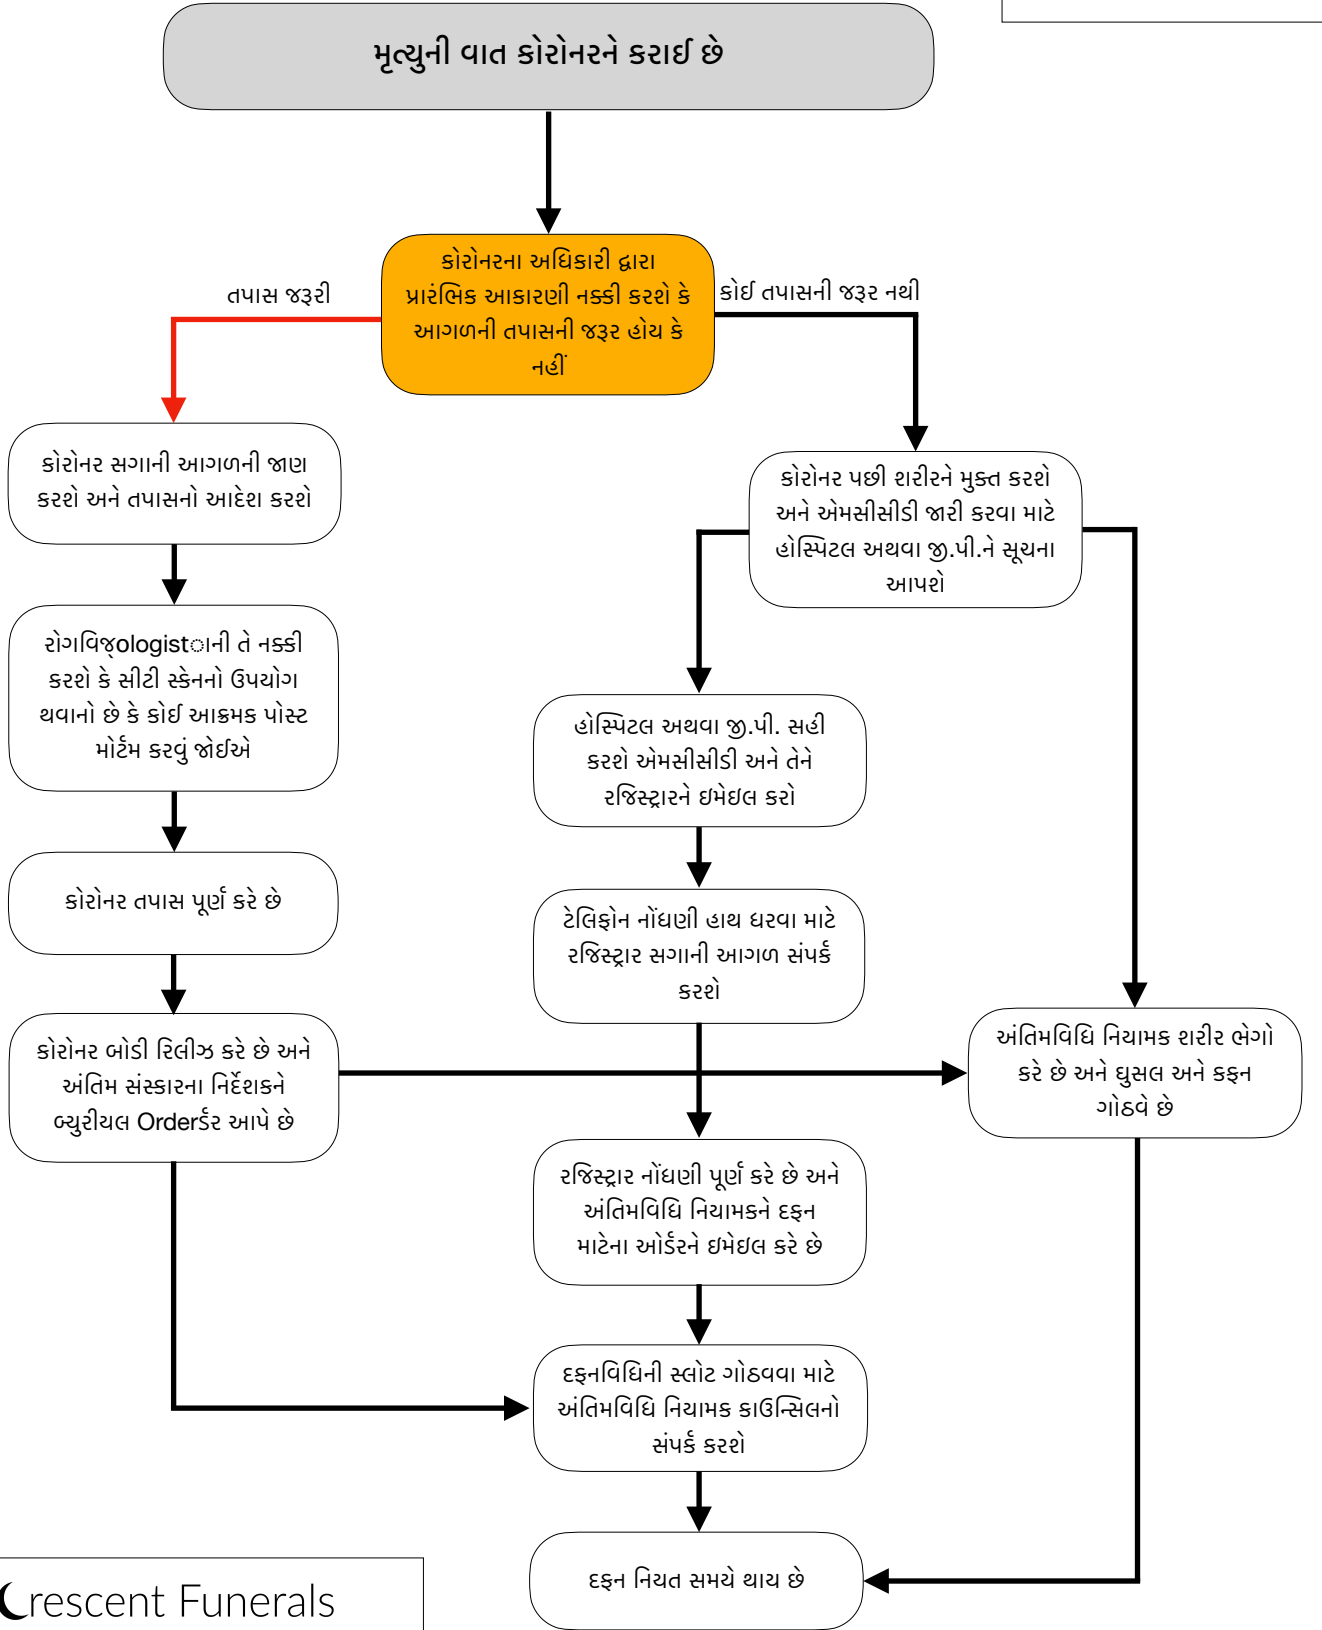 મૃત્યુની વાત કોરોનરને કરાઈ છે
કોરોનરના અધિકારી દ્વારા
પ્રારંભિક આકારણી નક્કી કરશે કે
આગળની તપાસની જરૂર હોય કે
નહીં
તપાસ જરૂરી
કોઈ તપાસની જરૂર નથી
કોરોનર સગાની આગળની જાણ
કરશે અને તપાસનો આદેશ કરશે
કોરોનર પછી શરીરને મુક્ત કરશે
અને એમસીસીડી જારી કરવા માટે
હોસ્પિટલ અથવા જી.પી.ને સૂચના
આપશે
રોગવિજ્ologistાની તે નક્કી
કરશે કે સીટી સ્કેનનો ઉપયોગ
થવાનો છે કે કોઈ આક્રમક પોસ્ટ
મોર્ટમ કરવું જોઈએ
હોસ્પિટલ અથવા જી.પી. સહી
કરશે એમસીસીડી અને તેને
રજિસ્ટ્રારને ઇમેઇલ કરો
કોરોનર તપાસ પૂર્ણ કરે છે
ટેલિફોન નોંધણી હાથ ધરવા માટે
રજિસ્ટ્રાર સગાની આગળ સંપર્ક
કરશે
કોરોનર બોડી રિલીઝ કરે છે અને
અંતિમ સંસ્કારના નિર્દેશકને
બ્યુરીયલ Orderર્ડર આપે છે
અંતિમવિધિ નિયામક શરીર ભેગો
કરે છે અને ઘુસલ અને કફન
ગોઠવે છે
રજિસ્ટ્રાર નોંધણી પૂર્ણ કરે છે અને
અંતિમવિધિ નિયામકને દફન
માટેના ઓર્ડરને ઇમેઇલ કરે છે
દફનવિધિની સ્લોટ ગોઠવવા માટે
અંતિમવિધિ નિયામક કાઉન્સિલનો
સંપર્ક કરશે
દફન નિયત સમયે થાય છે
Crescent Funerals